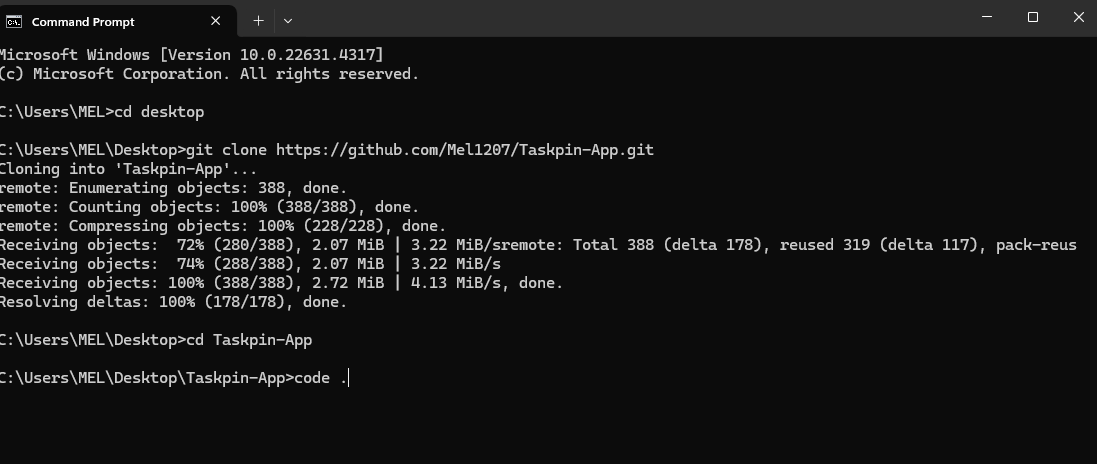 Command Prompt
Microsoft Windows [Version 10.0.22631.4317]
(c) Microsoft Corporation. All rights reserved.
C:\Users\MEL>cd desktop
C:\Users\MEL\Desktop>git clone https://github.com/Mel1207/Taskpin-App.git
Cloning into 'Taskpin-App'...
remote: Enumerating objects: 388, done.
remote: Counting objects: 100% (388/388), done.
remote: Compressing objects: 100% (228/228), done.
Receiving objects:  72% (280/388), 2.07 MiB | 3.22 MiB/sremote: Total 388 (delta 178), reused 319 (delta 117), pack-reus
Receiving objects:  74% (288/388), 2.07 MiB | 3.22 MiB/s
Receiving objects: 100% (388/388), 2.72 MiB | 4.13 MiB/s, done.
Resolving deltas: 100% (178/178), done.
C:\Users\MEL\Desktop>cd Taskpin-App
C:\Users\MEL\Desktop\Taskpin-App>code .